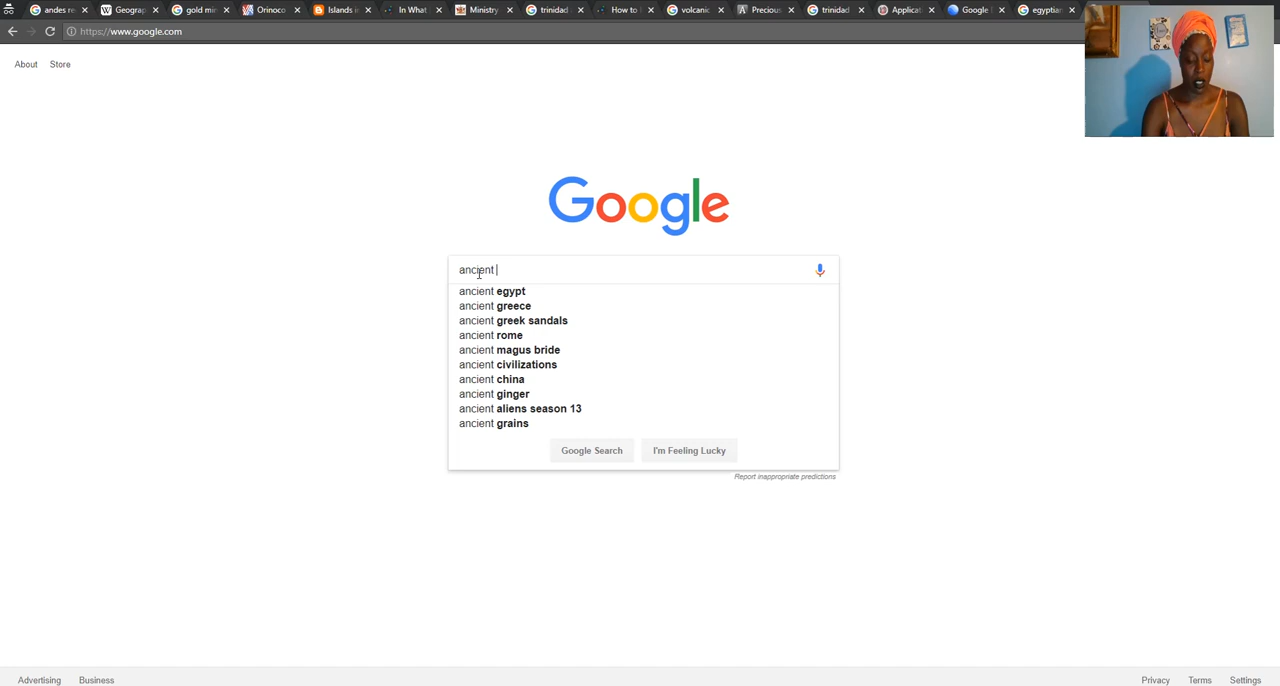 andes re
Geograp
gold min
Orinoco
Islands i
In What
Ministry
trinidad
How to
volcanic
Precious
trinidad
Applicat
Google
egyptian
https://www.google.com
About
Store
Google
ancient
ancient egypt
ancient greece
ancient greek sandals
ancient rome
ancient magus bride
ancient civilizations
ancient china
ancient ginger
ancient aliens season 13
ancient grains
Google Search
I'm Feeling Lucky
Report inappropriate predictions
Advertising
Business
Privacy
Terms
Settings